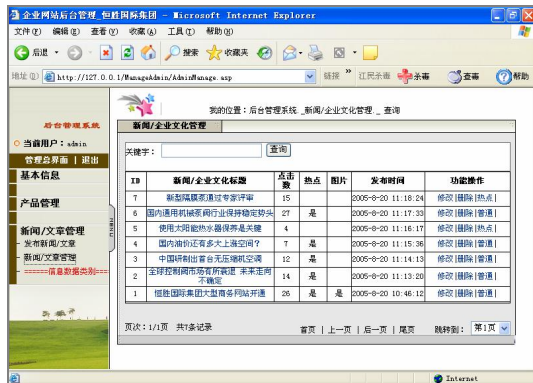 企业网站后台管理_恒胜国际集团 - Microsoft Internet Explorer
文件(F) 编辑(E) 查看(V) 收藏(A) 工具(T) 帮助(H)
后退 搜索 收藏夹
地址(D) http://127.0.0.1/ManageAdmin/AdminManage.asp 链接 » 江民杀毒 杀毒 查毒 帮助
我的位置：后台管理系统 _新闻/企业文化管理._ 查询
后台管理系统
新闻/企业文化管理
当前用户：admin
关键字： 查询
管理总界面 | 退出
基本信息
产品管理
新闻/文章管理
发布新闻/文章
新闻/文章管理
======信息数据类别===
ID 新闻/企业文化标题 点击数 热点 图片 发布时间 功能操作
7 新型隔膜泵通过专家评审 15 2005-8-20 11:18:24 修改|删除|热点|
6 国内通用机械泵阀行业保持稳定势头 27 是 2005-8-20 11:17:33 修改|删除|普通|
5 使用太阳能热水器保养是关键 4 2005-8-20 11:16:17 修改|删除|热点|
4 国内油价还有多大上涨空间？ 7 是 2005-8-20 11:15:36 修改|删除|普通|
3 中国研制出首台无压缩机空调 12 是 2005-8-20 11:14:13 修改|删除|普通|
2 全球控制阀市场有所衰退 未来走向不确定 14 是 2005-8-20 11:13:20 修改|删除|普通|
1 恒胜国际集团大型商务网站开通 26 是 是 2005-8-20 10:46:12 修改|删除|普通|
页次：1/1页 共7条记录 首页 | 上一页 | 后一页 | 尾页 跳转到： 第1页
Internet